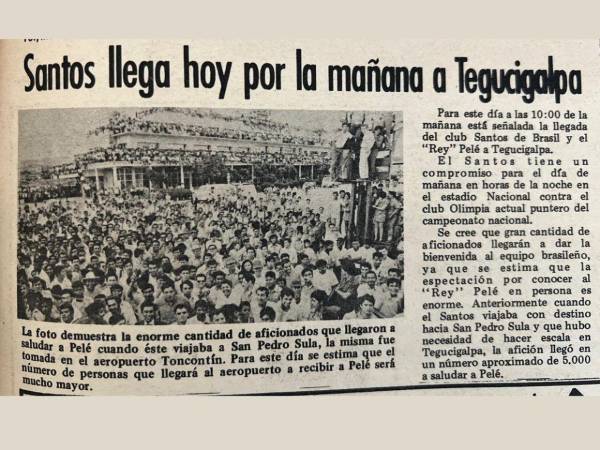 Santos llega hoy por la mañana a Tegucigalpa
La foto demuestra la enorme cantidad de aficionados que llegaron a
saludar a Pelé cuando éste viajaba a San Pedro Sula, la misma fue
tomada en el aeropuerto Toncontín. Para este día se estima que el
número de personas que llegará al aeropuerto a recibir a Pelé será
mucho mayor.
Para este día a las 10:00 de la
mañana está señalada la llegada
del club Santos de Brasil y el
"Rey" Pelé a Tegucigalpa.
El Santos tiene un
compromiso para el día de
mañana en horas de la noche en
el estadio Nacional contra el
club Olimpia actual puntero del
campeonato nacional.
Se cree que gran cantidad de
aficionados llegarán a dar la
bienvenida al equipo brasileño,
ya que se estima que la
espectación por conocer al
"Rey" Pelé en persona es
enorme. Anteriormente cuando
el Santos viajaba con destino
hacia San Pedro Sula y que hubo
necesidad de hacer escala en
Tegucigalpa, la afición llegó en
un número aproximado de 5.000
a saludar a Pelé.